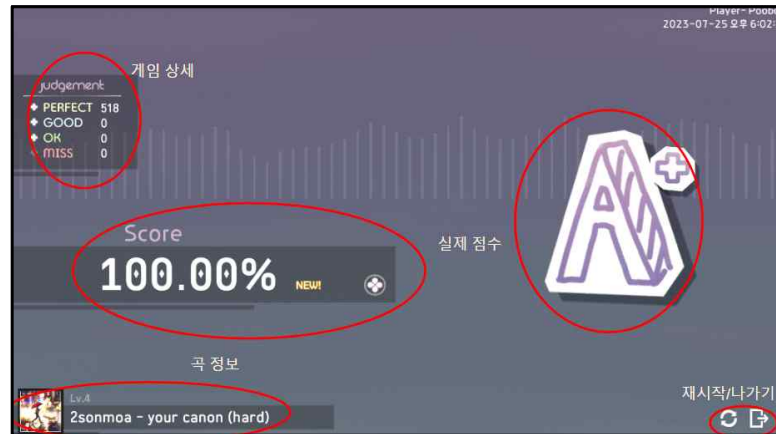 2023-07-25 오후 6:02:
게임 상세
judgement
PERFECT 518
GOOD 0
OK 0
MISS 0
A+
Score
100.00% NEW!
실제 점수
곡 정보
Lv.4
2sonmoa - your canon (hard)
재시작/나가기